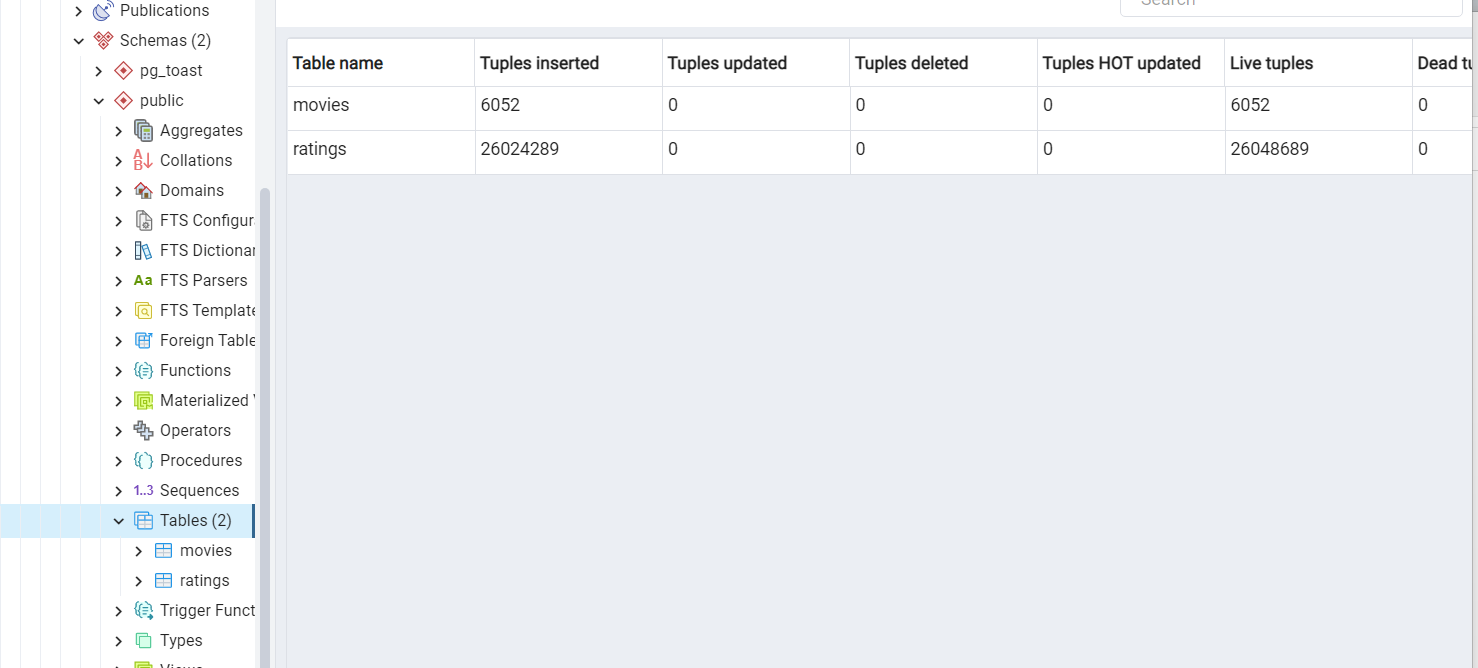 Publications
Schemas (2)
pg_toast
public
Aggregates
Collations
Domains
FTS Configur
FTS Dictionar
Aa FTS Parsers
FTS Template
Foreign Table
Functions
Materialized
Operators
Procedures
1..3 Sequences
Tables (2)
movies
ratings
Trigger Funct
Types
Views
Search
Table name Tuples inserted Tuples updated Tuples deleted Tuples HOT updated Live tuples Dead tu
movies 6052 0 0 0 6052 0
ratings 26024289 0 0 0 26048689 0